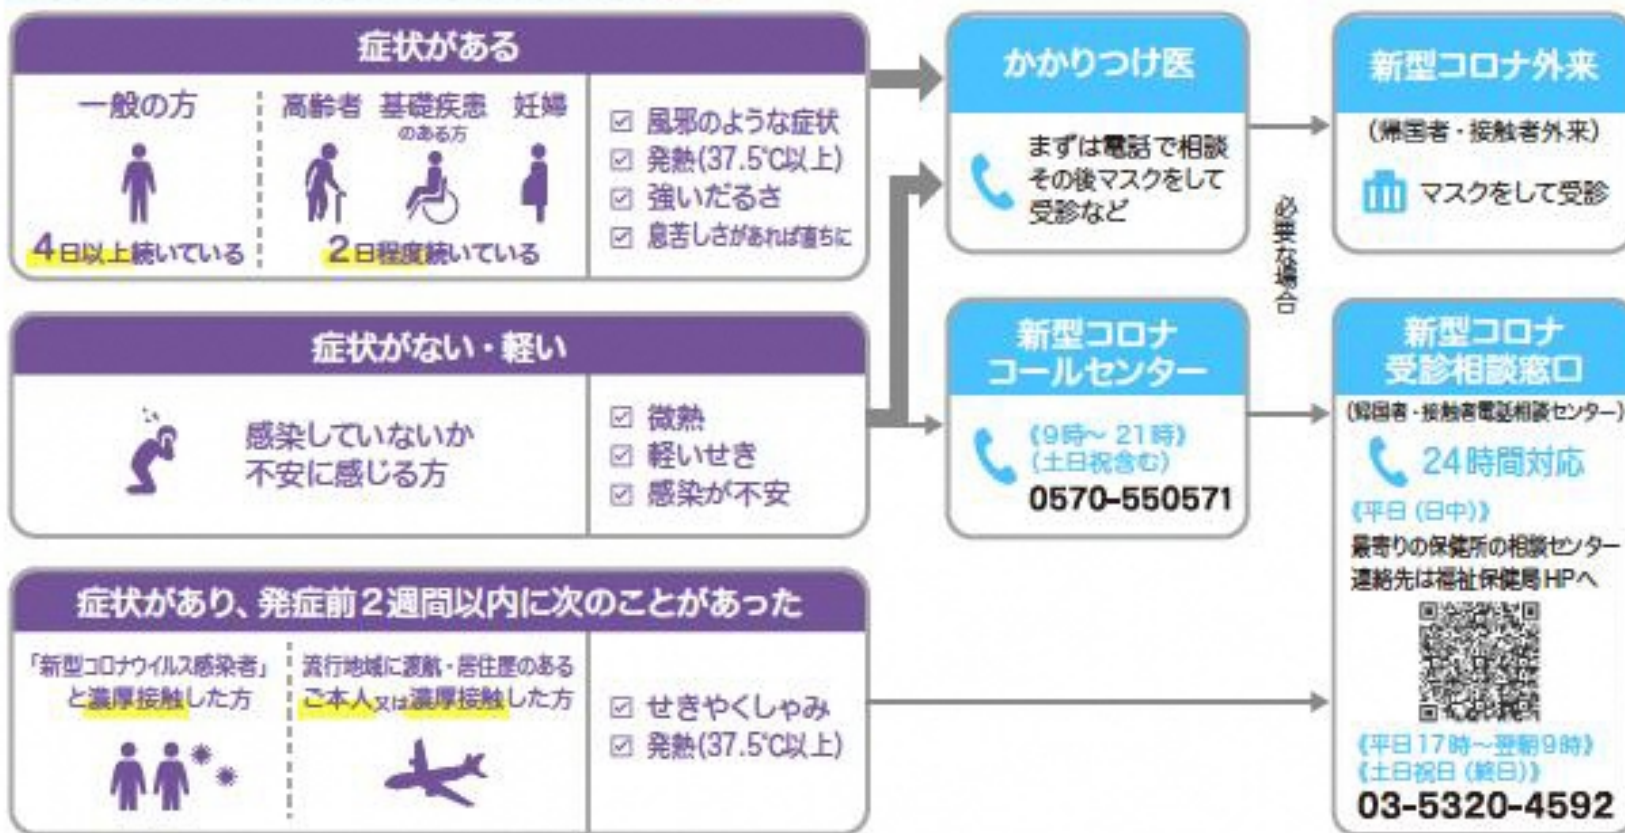 症状がある
一般の方
4日以上続いている
高齢者 基礎疾患 妊婦
のある方
2日程度続いている
☑ 風邪のような症状
☑ 発熱(37.5℃以上)
☑ 強いだるさ
☑ 息苦しさがあれば直ちに
症状がない・軽い
感染していないか
不安に感じる方
☑ 微熱
☑ 軽いせき
☑ 感染が不安
症状があり、発症前2週間以内に次のことがあった
「新型コロナウイルス感染者」
と濃厚接触した方
流行地域に渡航・居住歴のある
ご本人又は濃厚接触した方
☑ せきやくしゃみ
☑ 発熱(37.5℃以上)
かかりつけ医
まずは電話で相談
その後マスクをして
受診など
必要な場合
新型コロナ外来
(帰国者・接触者外来)
マスクをして受診
新型コロナ
コールセンター
《9時～21時》
(土日祝含む)
0570-550571
新型コロナ
受診相談窓口
(帰国者・接触者電話相談センター)
24時間対応
《平日(日中)》
最寄りの保健所の相談センター
連絡先は福祉保健局HPへ
《平日17時～翌朝9時》
《土日祝日(終日)》
03-5320-4592